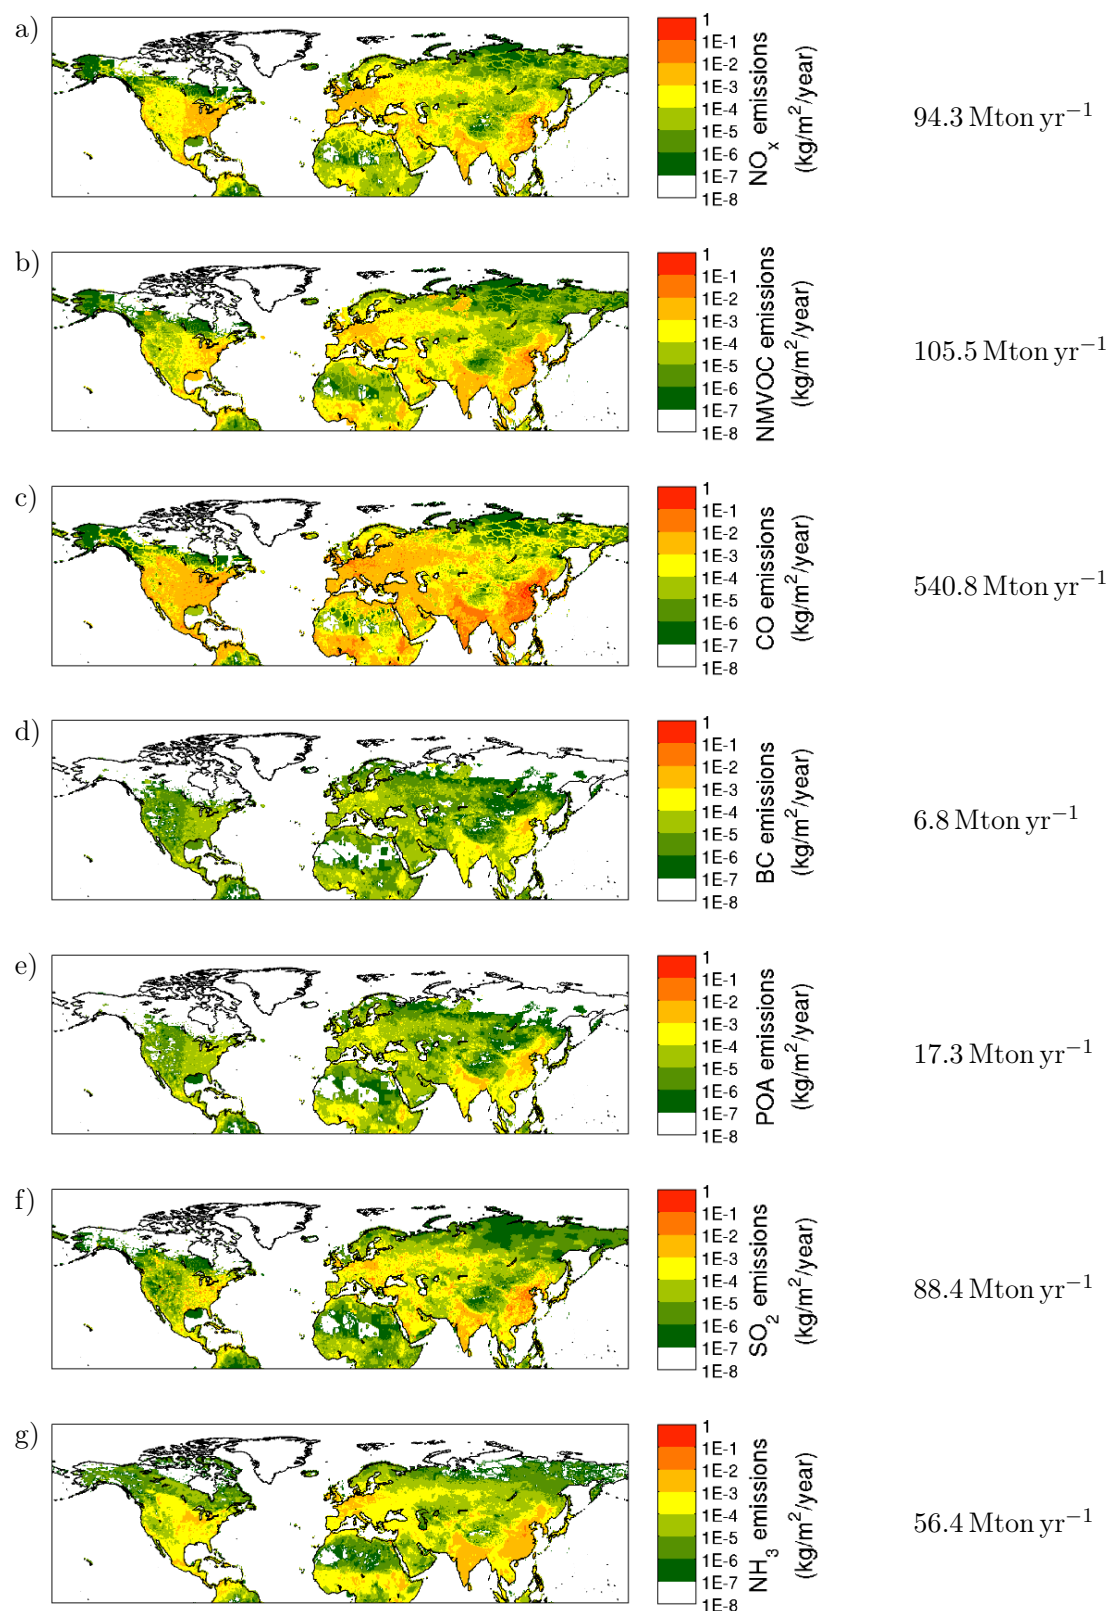 a)
1
1E-1
1E-2
1E-3
1E-4
1E-5
1E-6
1E-7
1E-8
NOx emissions
(kg/m²/year)
94.3 Mton yr⁻¹
b)
1
1E-1
1E-2
1E-3
1E-4
1E-5
1E-6
1E-7
1E-8
NMVOC emissions
(kg/m²/year)
105.5 Mton yr⁻¹
c)
1
1E-1
1E-2
1E-3
1E-4
1E-5
1E-6
1E-7
1E-8
CO emissions
(kg/m²/year)
540.8 Mton yr⁻¹
d)
1
1E-1
1E-2
1E-3
1E-4
1E-5
1E-6
1E-7
1E-8
BC emissions
(kg/m²/year)
6.8 Mton yr⁻¹
e)
1
1E-1
1E-2
1E-3
1E-4
1E-5
1E-6
1E-7
1E-8
POA emissions
(kg/m²/year)
17.3 Mton yr⁻¹
f)
1
1E-1
1E-2
1E-3
1E-4
1E-5
1E-6
1E-7
1E-8
SO₂ emissions
(kg/m²/year)
88.4 Mton yr⁻¹
g)
1
1E-1
1E-2
1E-3
1E-4
1E-5
1E-6
1E-7
1E-8
NH₃ emissions
(kg/m²/year)
56.4 Mton yr⁻¹